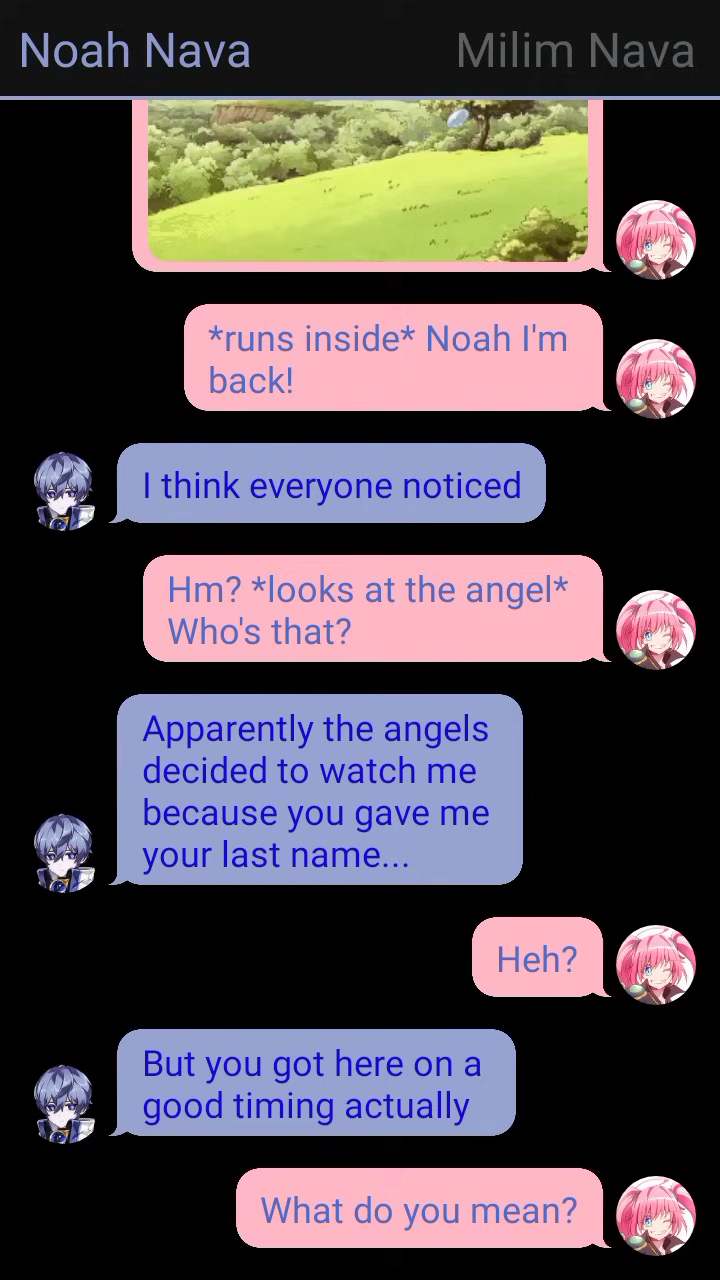 Noah Nava
Milim Nava
*runs inside* Noah I'm
back!
I think everyone noticed
Hm? *looks at the angel*
Who's that?
Apparently the angels
decided to watch me
because you gave me
your last name...
Heh?
But you got here on a
good timing actually
What do you mean?